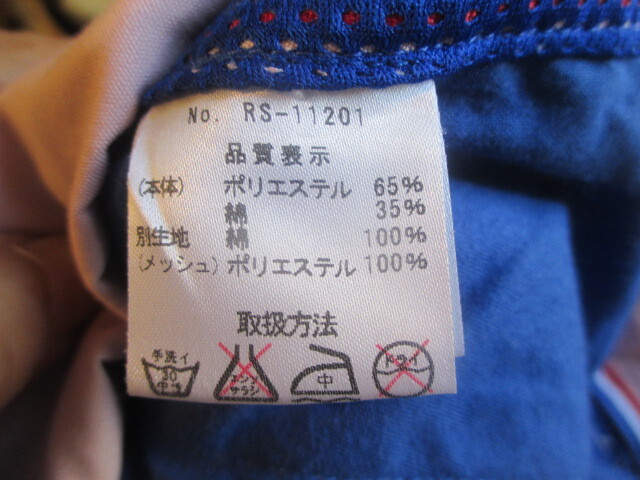 No. RS-11201
品質表示
(本体) ポリエステル 65%
綿 35%
別生地 綿 100%
(メッシュ) ポリエステル 100%
取扱方法
手洗イ 30 中性
エンソ サラシ
中
ドライ